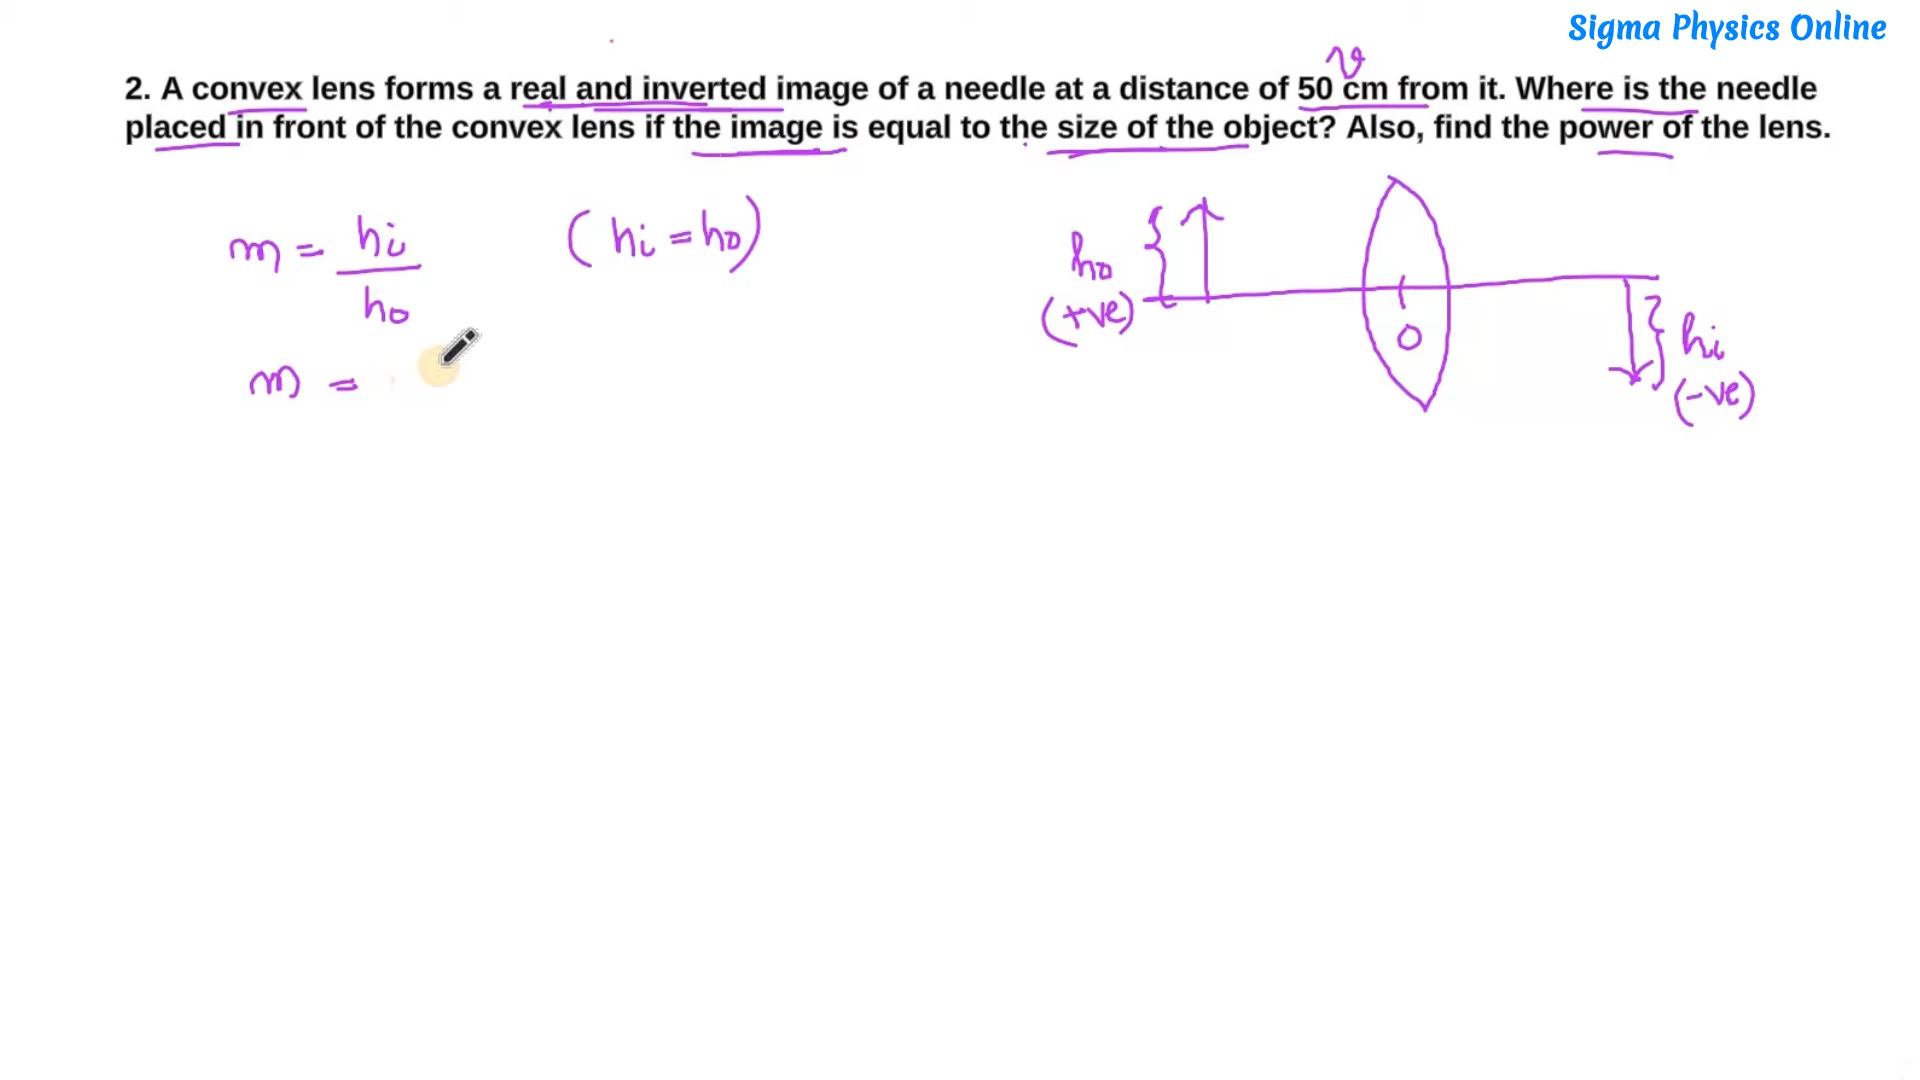 Sigma Physics Online
v
2. A convex lens forms a real and inverted image of a needle at a distance of 50 cm from it. Where is the needle
placed in front of the convex lens if the image is equal to the size of the object? Also, find the power of the lens.
m = hi
ho
(hi = ho)
m =
ho
(+ve)
O
hi
(-ve)